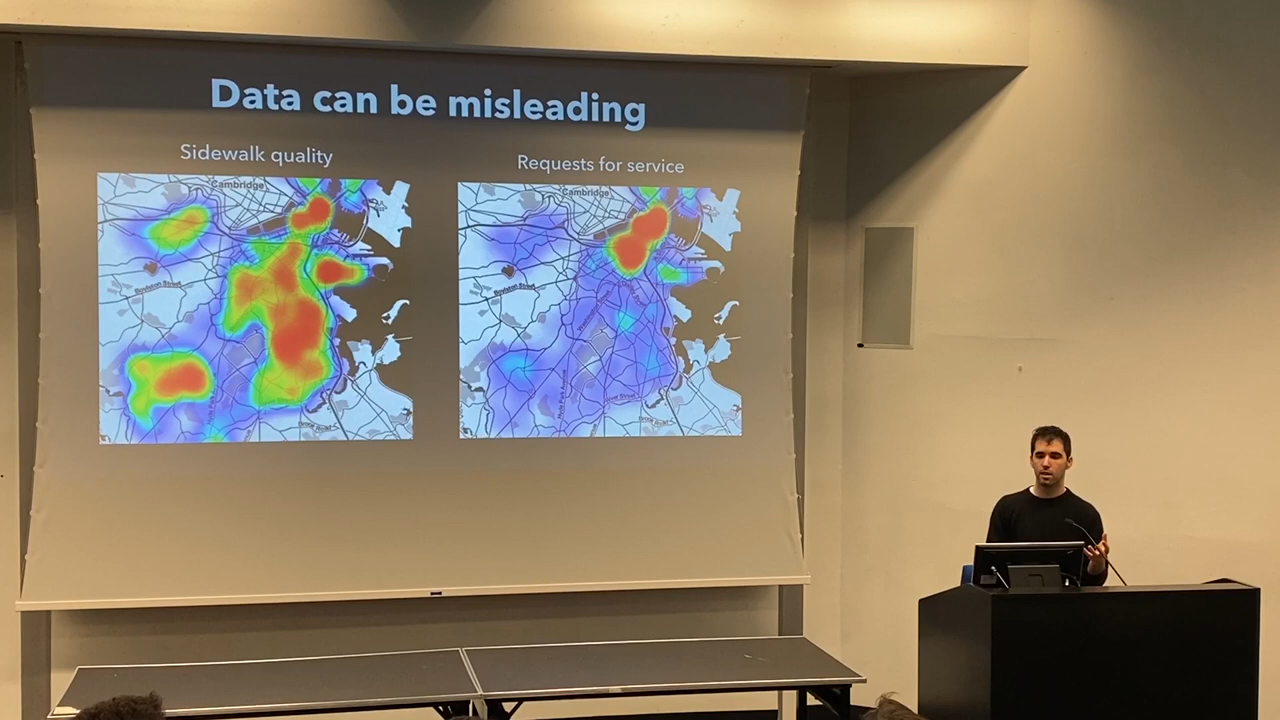 Data can be misleading
Sidewalk quality
Requests for service
Cambridge
Cambridge
Boylston Street
Boylston Street